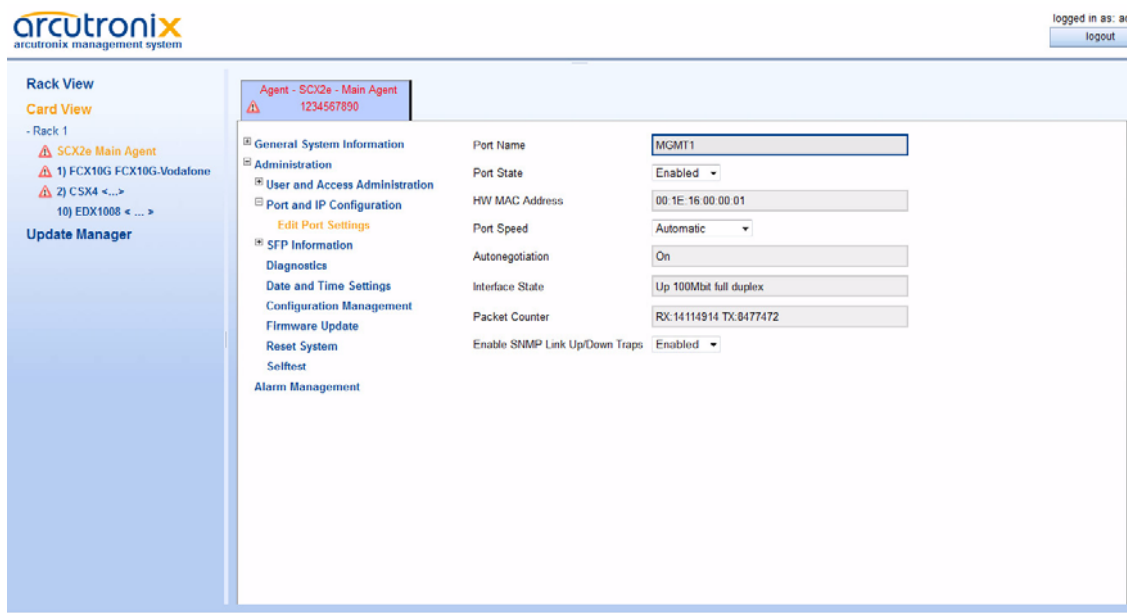 arcutronix
arcutronix management system
logged in as:
logout
Rack View
Card View
- Rack 1
SCX2e Main Agent
1) FCX10G FCX10G-Vodafone
2) CSX4 <...>
10) EDX1008 < ... >
Update Manager
Agent - SCX2e - Main Agent
1234567890
General System Information
Administration
User and Access Administration
Port and IP Configuration
Edit Port Settings
SFP Information
Diagnostics
Date and Time Settings
Configuration Management
Firmware Update
Reset System
Selftest
Alarm Management
Port Name MGMT1
Port State Enabled
HW MAC Address 00:1E:16:00:00:01
Port Speed Automatic
Autonegotiation On
Interface State Up 100Mbit full duplex
Packet Counter RX:14114914 TX:8477472
Enable SNMP Link Up/Down Traps Enabled